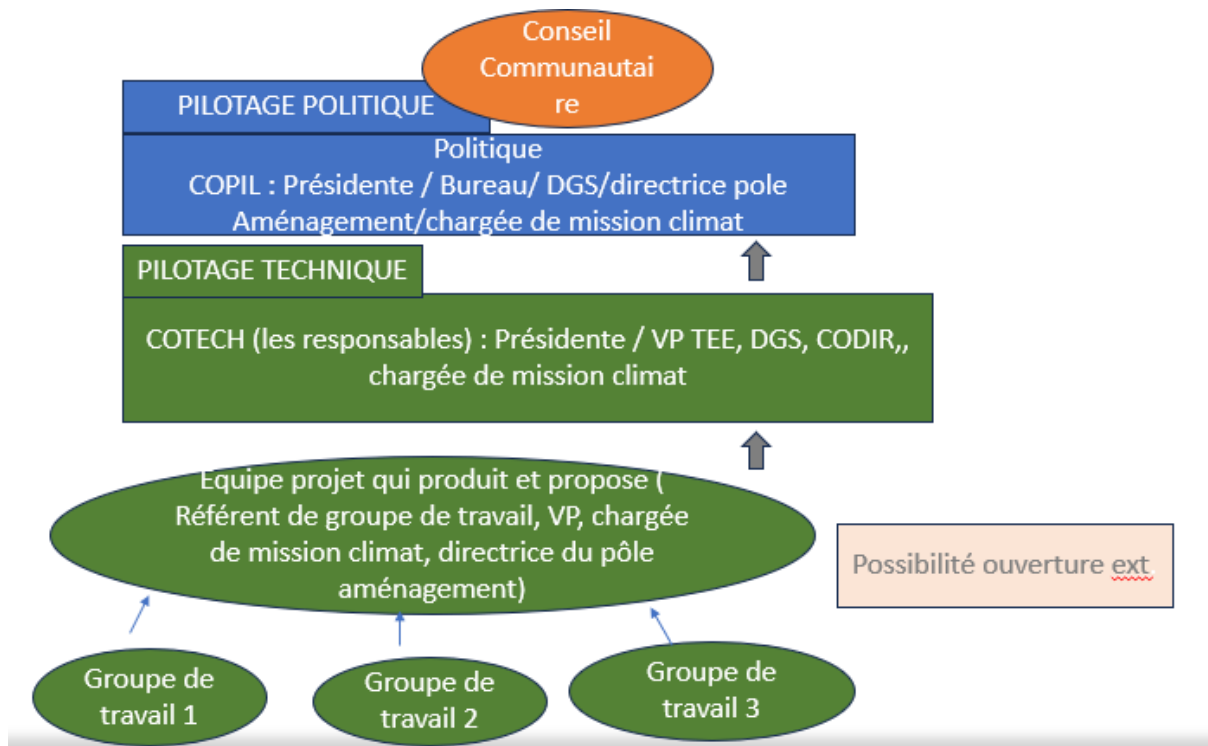 Conseil
Communautai
re
PILOTAGE POLITIQUE
Politique
COPIL : Présidente / Bureau/ DGS/directrice pole
Aménagement/chargée de mission climat
PILOTAGE TECHNIQUE
COTECH (les responsables) : Présidente / VP TEE, DGS, CODIR,,
chargée de mission climat
Equipe projet qui produit et propose (
Référent de groupe de travail, VP, chargée
de mission climat, directrice du pôle
aménagement)
Possibilité ouverture ext.
Groupe de
travail 1
Groupe de
travail 2
Groupe de
travail 3